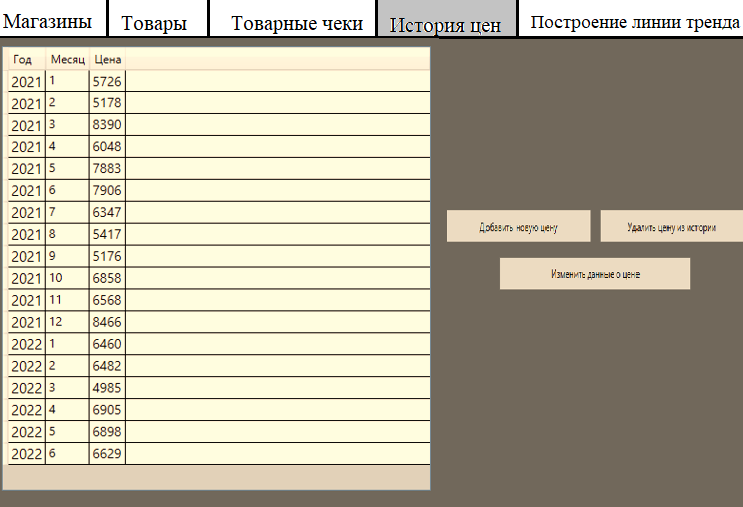 Магазины Товары Товарные чеки История цен Построение линии тренда
Год Месяц Цена
2021 1 5726
2021 2 5178
2021 3 8390
2021 4 6048
2021 5 7883
2021 6 7906
2021 7 6347
2021 8 5417
2021 9 5176
2021 10 6858
2021 11 6568
2021 12 8466
2022 1 6460
2022 2 6482
2022 3 4985
2022 4 6905
2022 5 6898
2022 6 6629
Добавить новую цену Удалить цену из истории
Изменить данные о цене